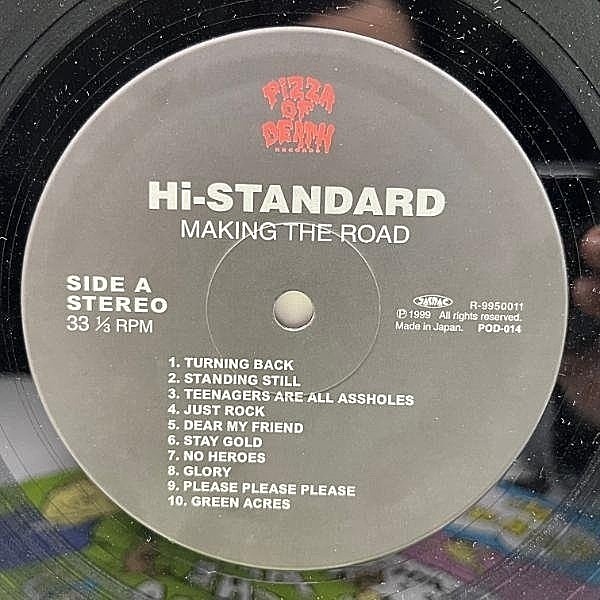 PIZZA
OF
DEATH
RECORDS
Hi-STANDARD
MAKING THE ROAD
SIDE A
STEREO
33 ⅓ RPM
JASRAC R-9950011
℗ 1999 All rights reserved.
Made in Japan. POD-014
1. TURNING BACK
2. STANDING STILL
3. TEENAGERS ARE ALL ASSHOLES
4. JUST ROCK
5. DEAR MY FRIEND
6. STAY GOLD
7. NO HEROES
8. GLORY
9. PLEASE PLEASE PLEASE
10. GREEN ACRES